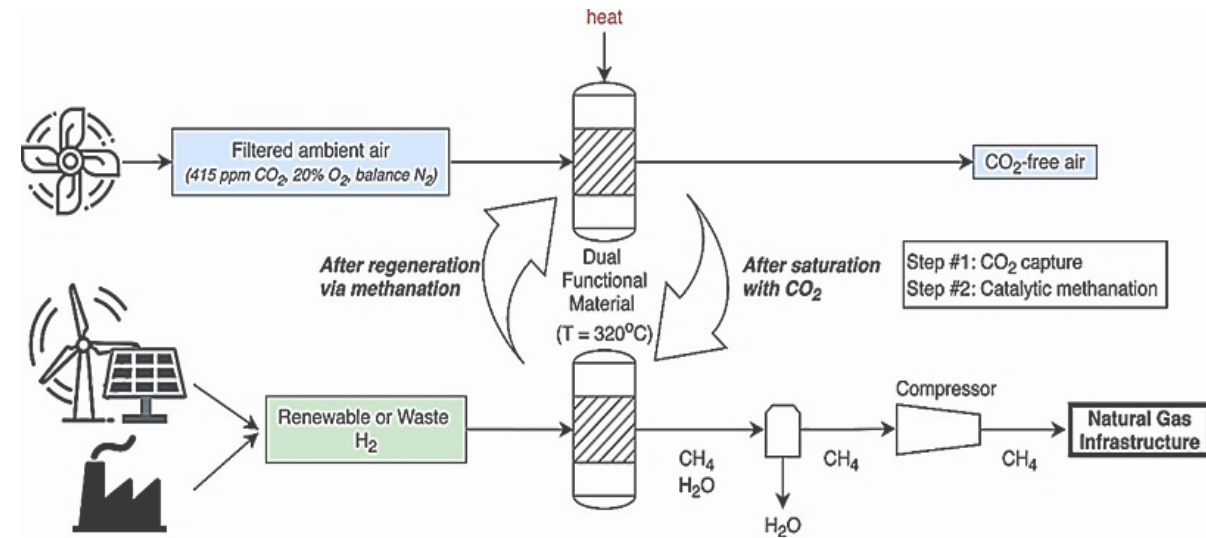 heat
Filtered ambient air
(415 ppm CO₂, 20% O₂, balance N₂)
CO₂-free air
After regeneration
via methanation
Dual
Functional
Material
(T = 320°C)
After saturation
with CO₂
Step #1: CO₂ capture
Step #2: Catalytic methanation
Renewable or Waste
H₂
CH₄
H₂O
H₂O
CH₄
Compressor
CH₄
Natural Gas
Infrastructure